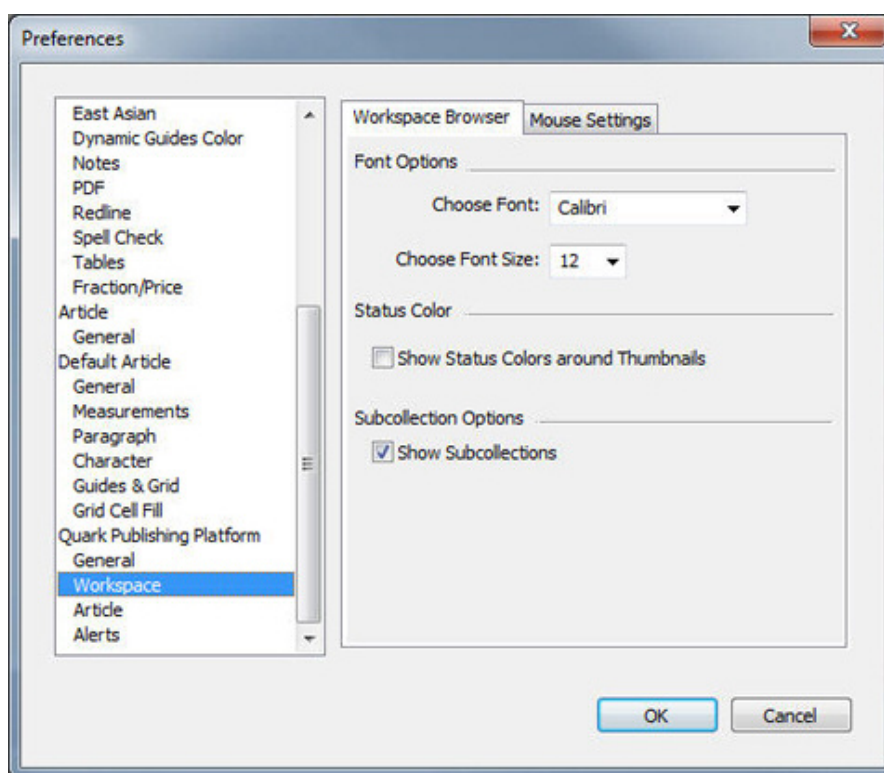 Preferences
East Asian
Dynamic Guides Color
Notes
PDF
Redline
Spell Check
Tables
Fraction/Price
Article
General
Default Article
General
Measurements
Paragraph
Character
Guides & Grid
Grid Cell Fill
Quark Publishing Platform
General
Workspace
Article
Alerts
Workspace Browser Mouse Settings
Font Options
Choose Font: Calibri
Choose Font Size: 12
Status Color
Show Status Colors around Thumbnails
Subcollection Options
Show Subcollections
OK Cancel